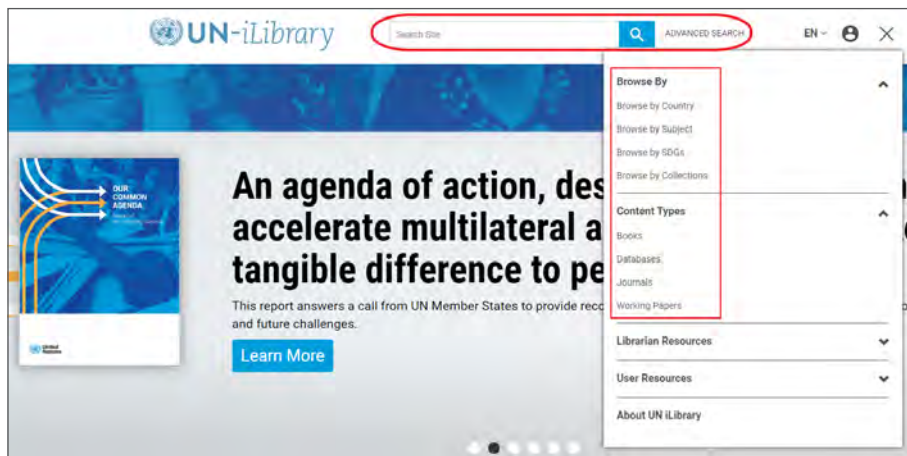 UN-iLibrary
Search Site
ADVANCED SEARCH
EN
OUR
COMMON
AGENDA
United
Nations
An agenda of action, des
accelerate multilateral a
tangible difference to pe
This report answers a call from UN Member States to provide reco
and future challenges.
Learn More
Browse By
Browse by Country
Browse by Subject
Browse by SDGs
Browse by Collections
Content Types
Books
Databases
Journals
Working Papers
Librarian Resources
User Resources
About UN iLibrary